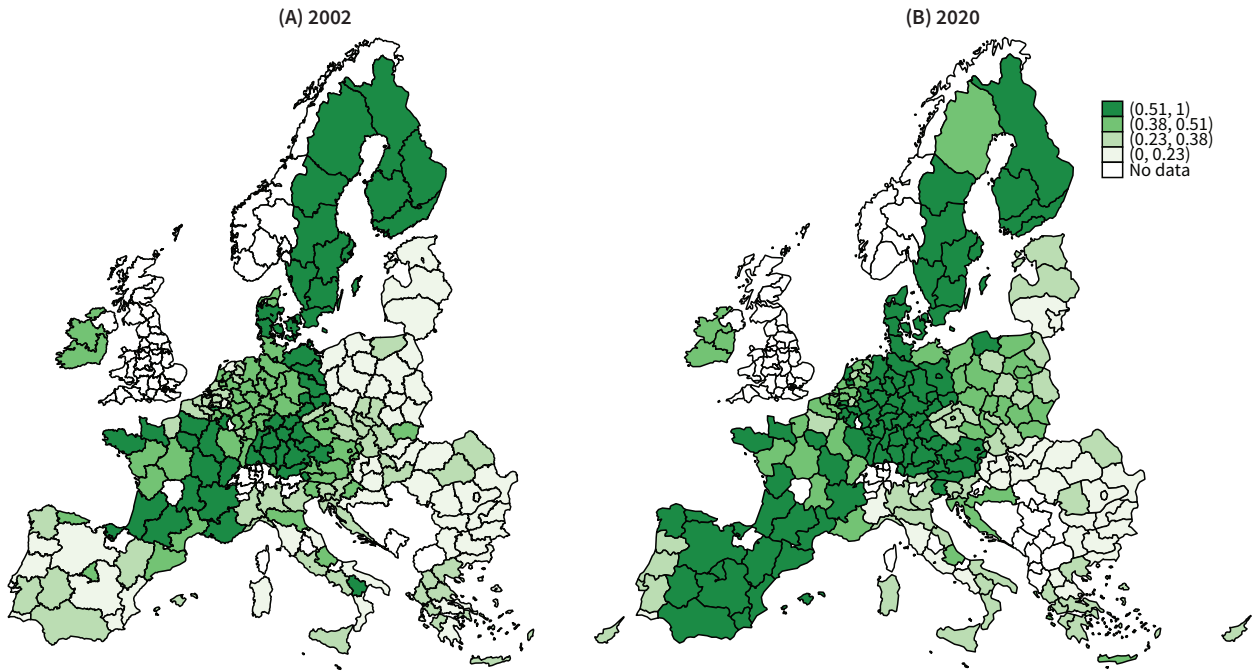 (A) 2002
(B) 2020
(0.51, 1)
(0.38, 0.51)
(0.23, 0.38)
(0, 0.23)
No data